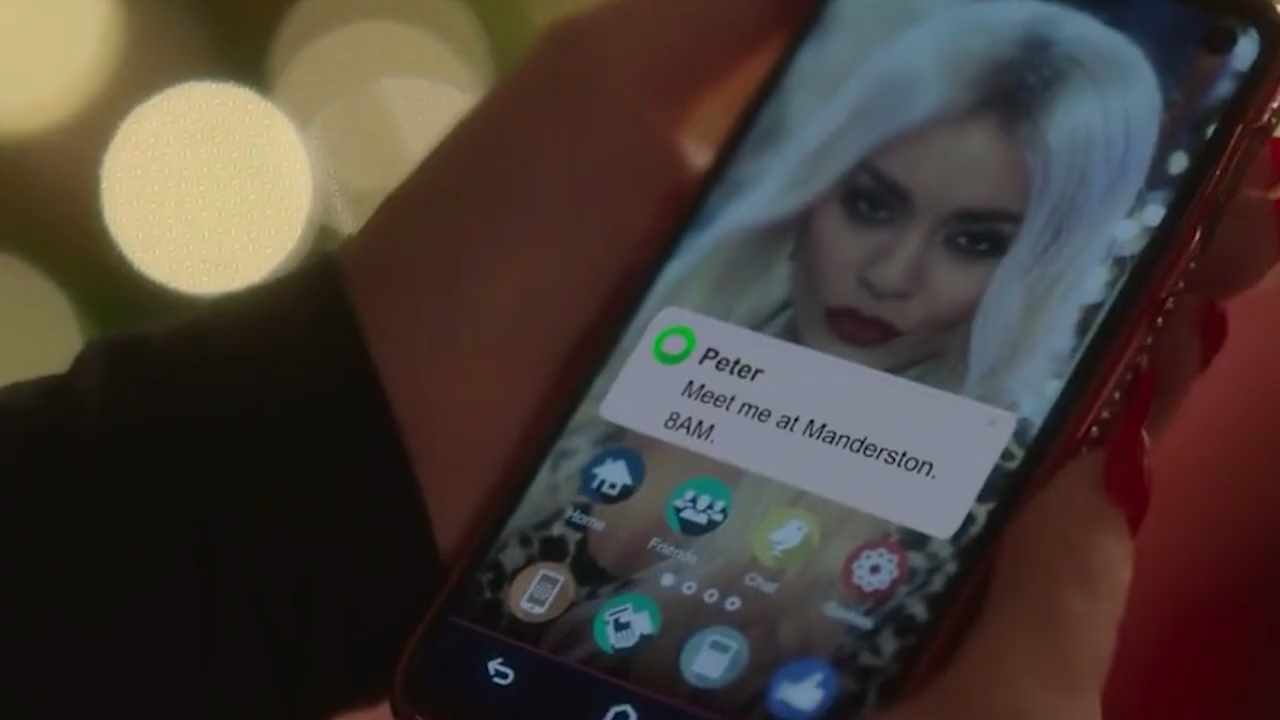 Peter
Meet me at Manderston.
8AM.
Home
Friends
Chat